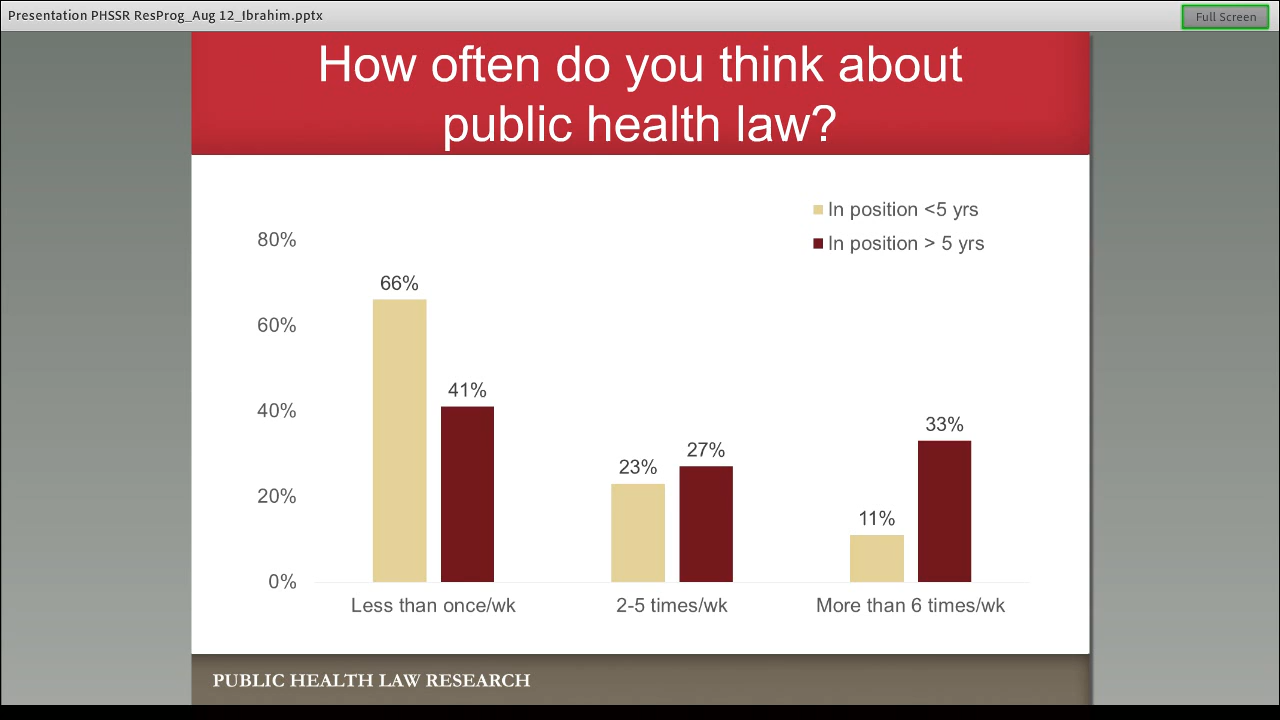 Presentation PHSSR ResProg_Aug 12_Ibrahim.pptx
Full Screen
How often do you think about
public health law?
In position <5 yrs
In position > 5 yrs
80%
60%
40%
20%
0%
66%
41%
23%
27%
11%
33%
Less than once/wk
2-5 times/wk
More than 6 times/wk
PUBLIC HEALTH LAW RESEARCH